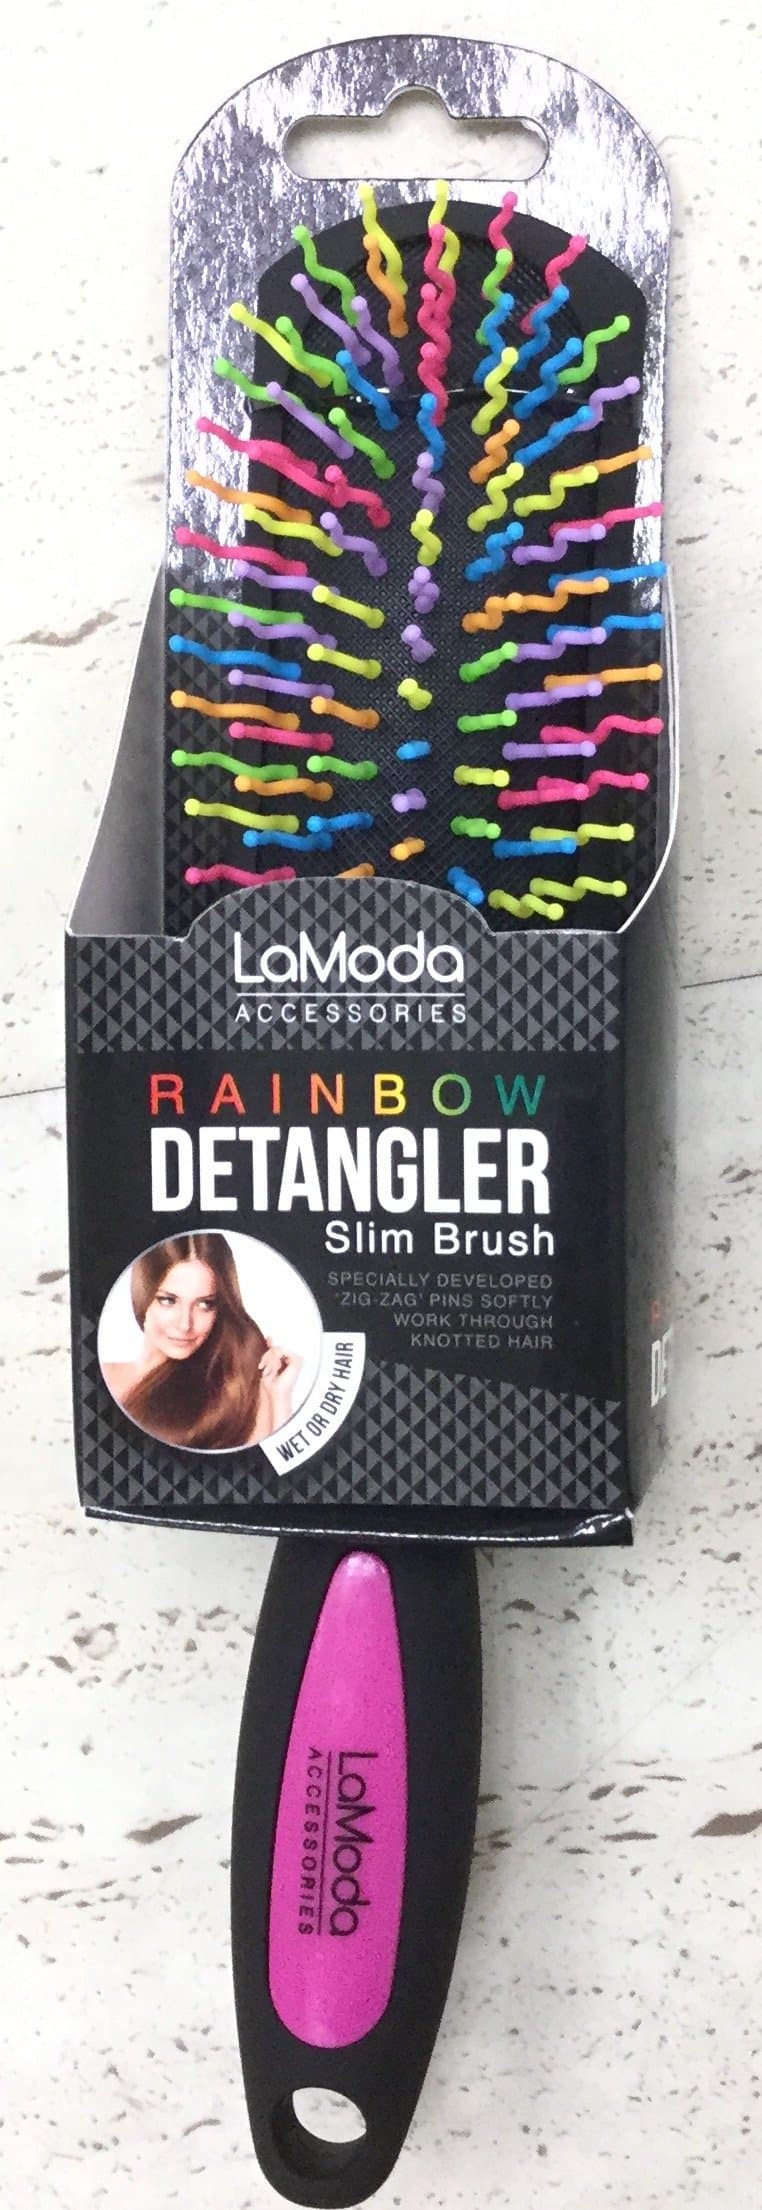 LaModa
ACCESSORIES
RAINBOW
DETANGLER
Slim Brush
SPECIALLY DEVELOPED
'ZIG-ZAG' PINS SOFTLY
WORK THROUGH
KNOTTED HAIR
WET OR DRY HAIR
LaModa
ACCESSORIES